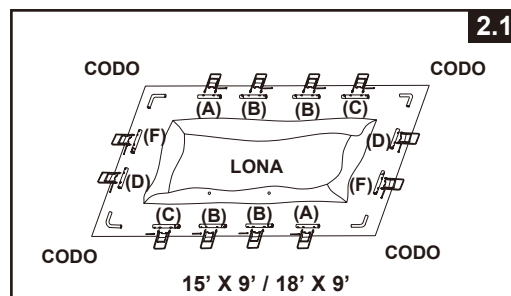 2.1
CODO CODO
(A) (B) (B) (C)
(F) (D)
LONA
(D) (F)
(C) (B) (B) (A)
CODO CODO
15’ X 9’ / 18’ X 9’